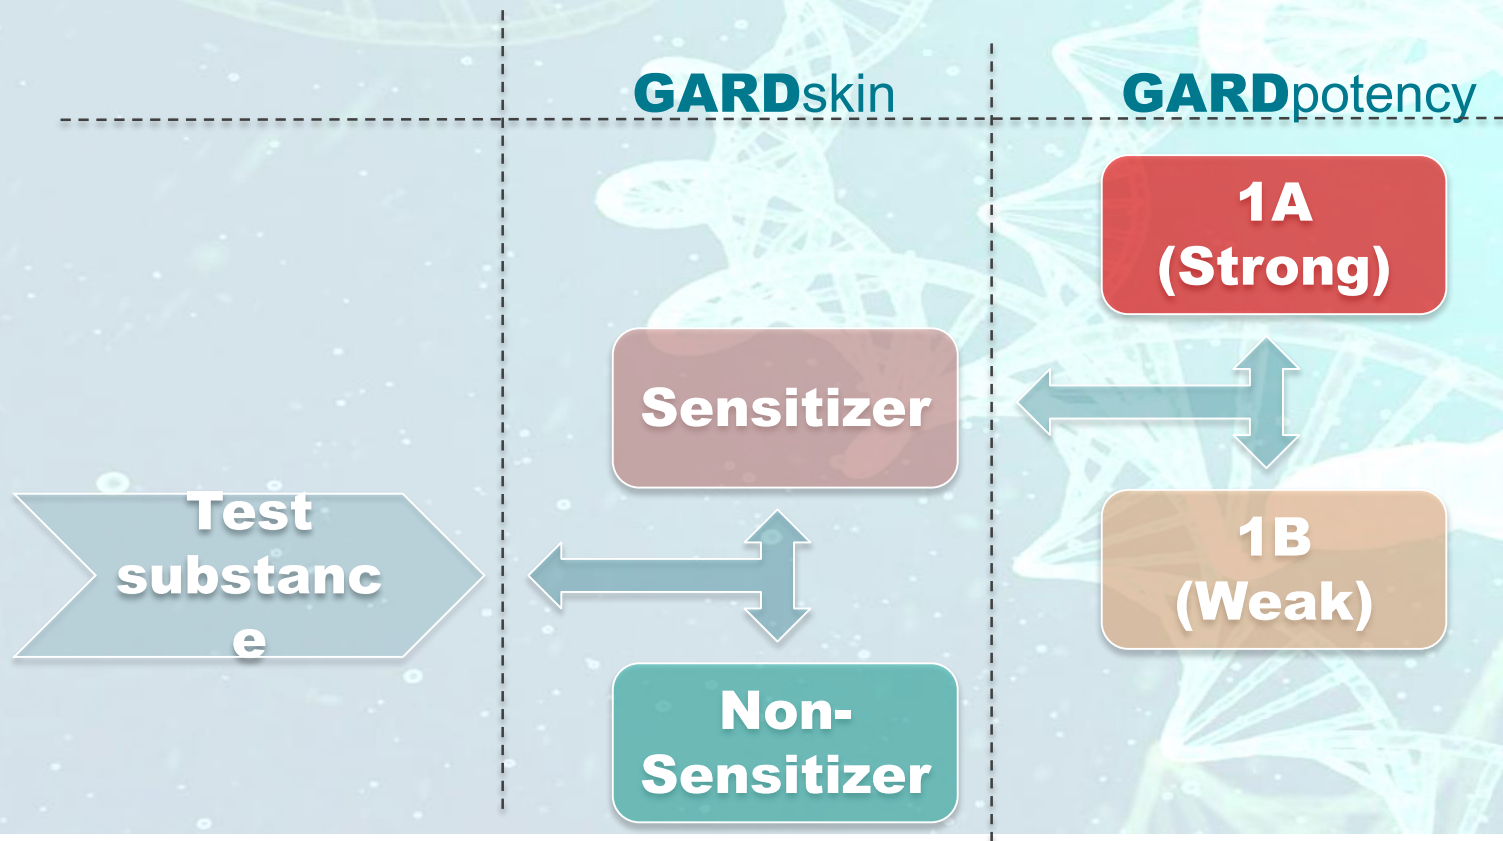 GARDskin
GARDpotency
1A
(Strong)
Sensitizer
Test
substanc
e
1B
(Weak)
Non-
Sensitizer